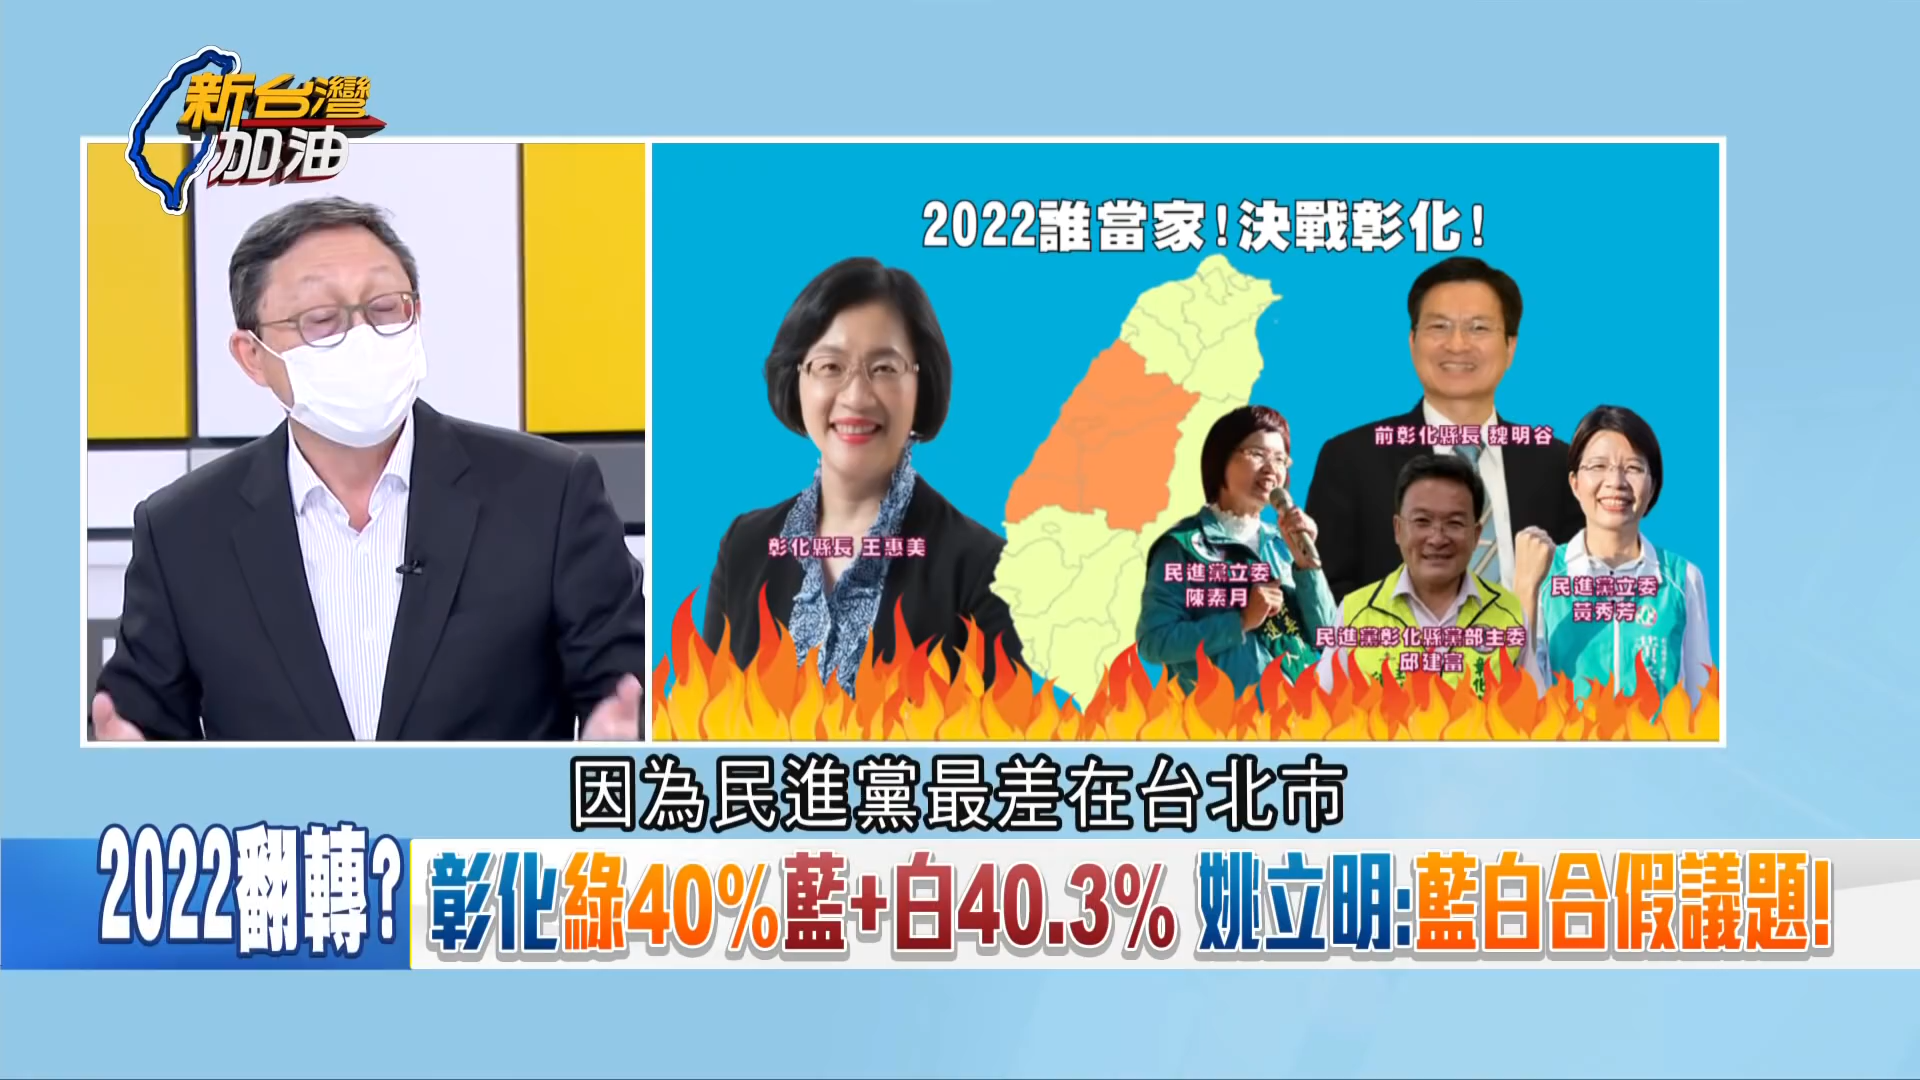 新台灣
加油
2022誰當家!決戰彰化!
彰化縣長 王惠美
前彰化縣長 魏明谷
民進黨立委
陳素月
民進黨彰化縣黨部主委
邱建富
民進黨立委
黃秀芳
因為民進黨最差在台北市
2022翻轉?
彰化綠40%藍+白40.3% 姚立明:藍白合假議題!